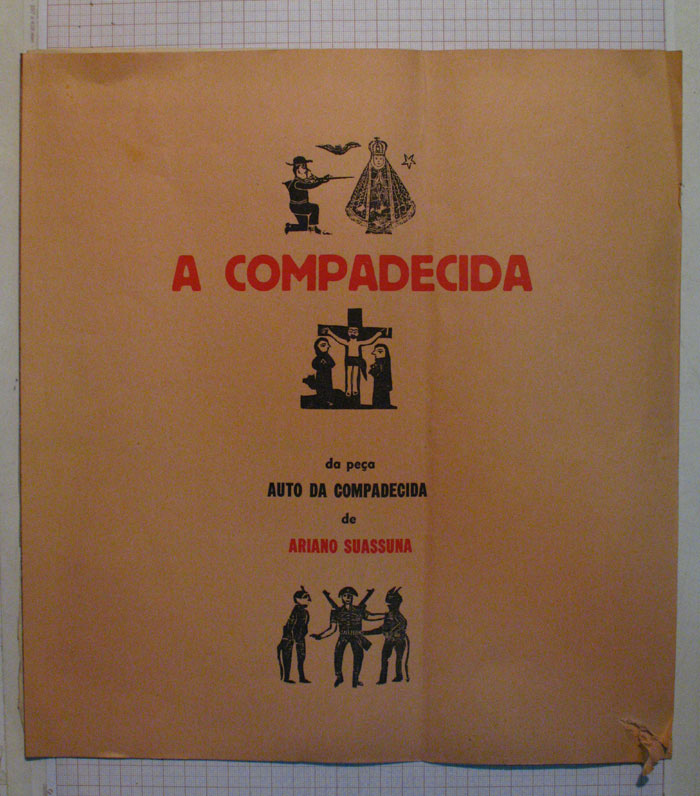 A COMPADECIDA
da peça
AUTO DA COMPADECIDA
de
ARIANO SUASSUNA